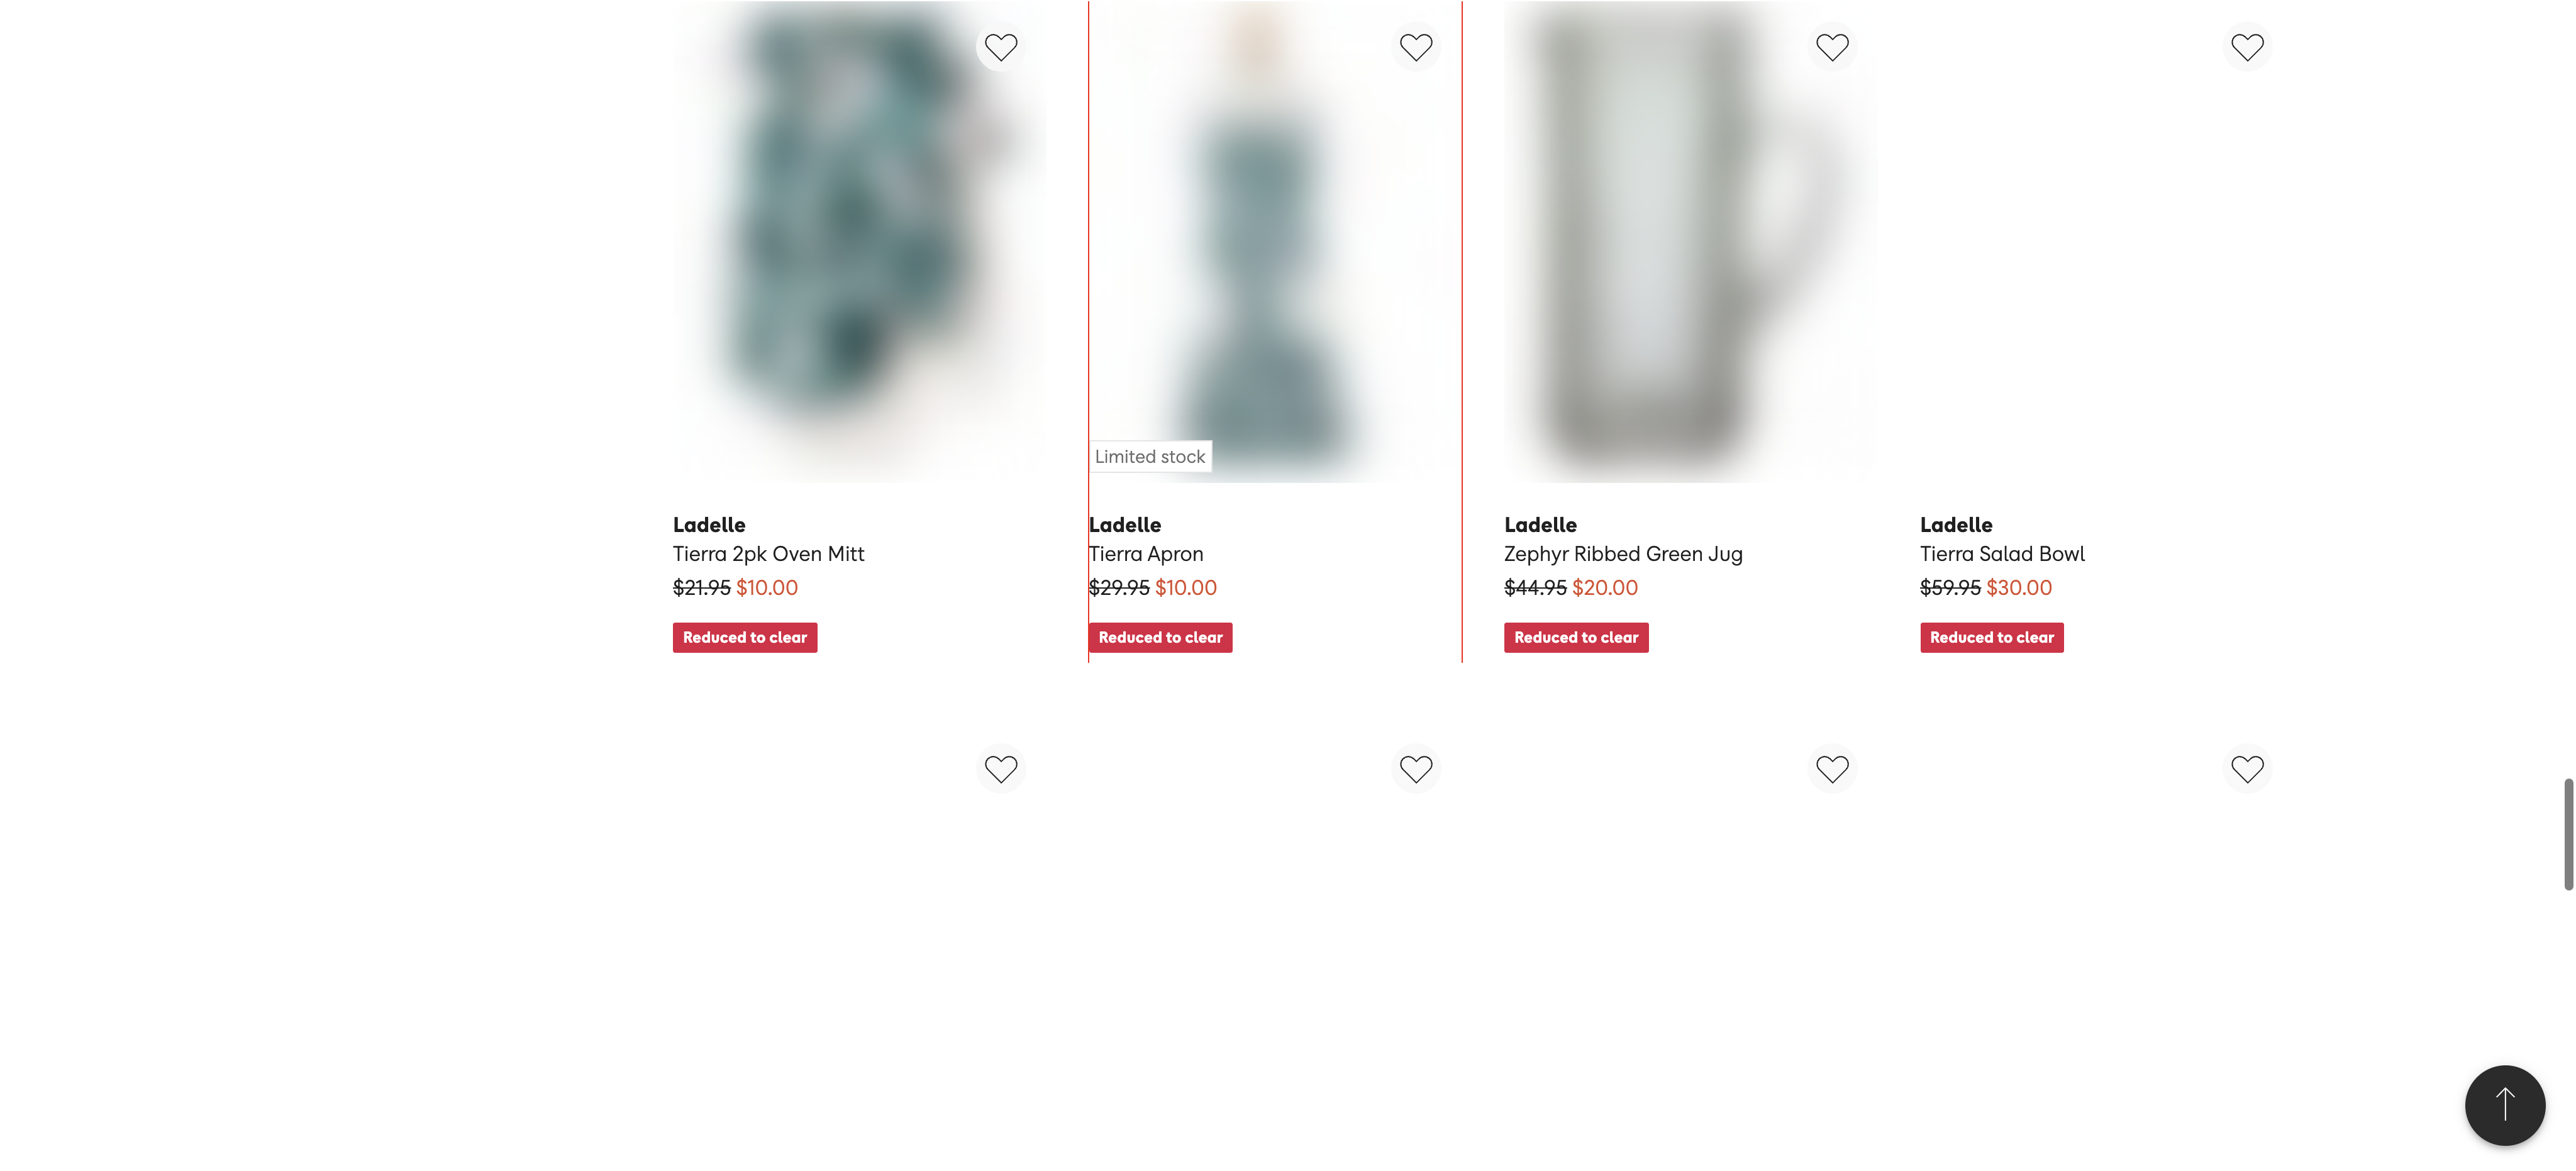 Limited stock
Ladelle
Tierra 2pk Oven Mitt
$21.95 $10.00
Reduced to clear
Ladelle
Tierra Apron
$29.95 $10.00
Reduced to clear
Ladelle
Zephyr Ribbed Green Jug
$44.95 $20.00
Reduced to clear
Ladelle
Tierra Salad Bowl
$59.95 $30.00
Reduced to clear